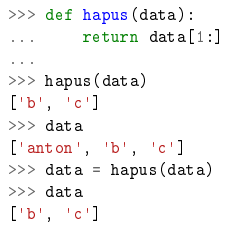 >>> def hapus(data):
...     return data[1:]
...
>>> hapus(data)
['b', 'c']
>>> data
['anton', 'b', 'c']
>>> data = hapus(data)
>>> data
['b', 'c']